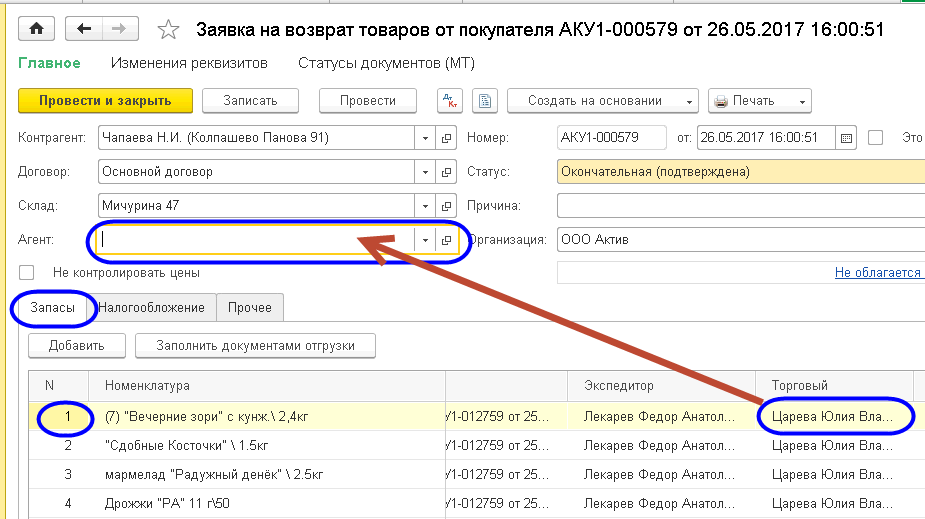 Заявка на возврат товаров от покупателя АКУ1-000579 от 26.05.2017 16:00:51
Главное Изменения реквизитов Статусы документов (МТ)
Провести и закрыть Записать Провести Дт Кт Создать на основании Печать
Контрагент: Чапаева Н.И. (Колпашево Панова 91) Номер: АКУ1-000579 от: 26.05.2017 16:00:51 Это
Договор: Основной договор Статус: Окончательная (подтверждена)
Склад: Мичурина 47 Причина:
Агент: Организация: ООО Актив
Не контролировать цены Не облагается
Запасы Налогообложение Прочее
Добавить Заполнить документами отгрузки
N Номенклатура Экспедитор Торговый
1 (7) "Вечерние зори" с кунж.\ 2,4кг У1-012759 от 25... Лекарев Федор Анатол... Царева Юлия Вла...
2 "Сдобные Косточки" \ 1.5кг У1-012759 от 25... Лекарев Федор Анатол... Царева Юлия Вла...
3 мармелад "Радужный денёк" \ 2.5кг У1-012759 от 25... Лекарев Федор Анатол... Царева Юлия Вла...
4 Дрожжи "РА" 11 г\50 У1-012759 от 25... Лекарев Федор Анатол... Царева Юлия Вла...